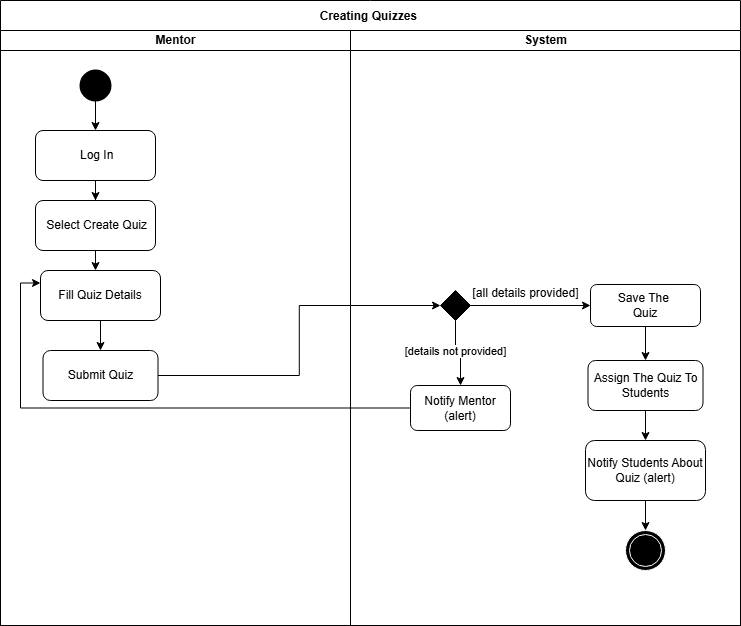 Creating Quizzes
Mentor
System
Log In
Select Create Quiz
Fill Quiz Details
Submit Quiz
[all details provided]
[details not provided]
Notify Mentor
(alert)
Save The
Quiz
Assign The Quiz To
Students
Notify Students About
Quiz (alert)